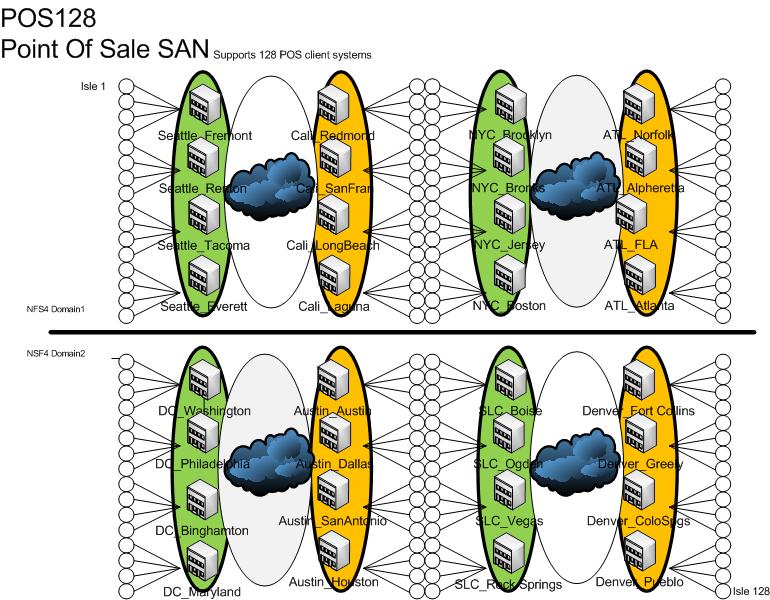 POS128
Point Of Sale SAN Supports 128 POS client systems
Isle 1
Seattle_Fremont
Seattle_Renton
Seattle_Tacoma
Seattle_Everett
Cali_Redmond
Cali_SanFran
Cali_LongBeach
Cali_Laguna
NYC_Brooklyn
NYC_Bronks
NYC_Jersey
NYC_Boston
ATL_Norfolk
ATL_Alpheretta
ATL_FLA
ATL_Atlanta
NFS4 Domain1
NSF4 Domain2
DC_Washington
DC_Philadelphia
DC_Binghamton
DC_Maryland
Austin_Austin
Austin_Dallas
Austin_SanAntonio
Austin_Houston
SLC_Boise
SLC_Ogden
SLC_Vegas
SLC_Rock Springs
Denver_Fort Collins
Denver_Greely
Denver_ColoSpgs
Denver_Pueblo
Isle 128